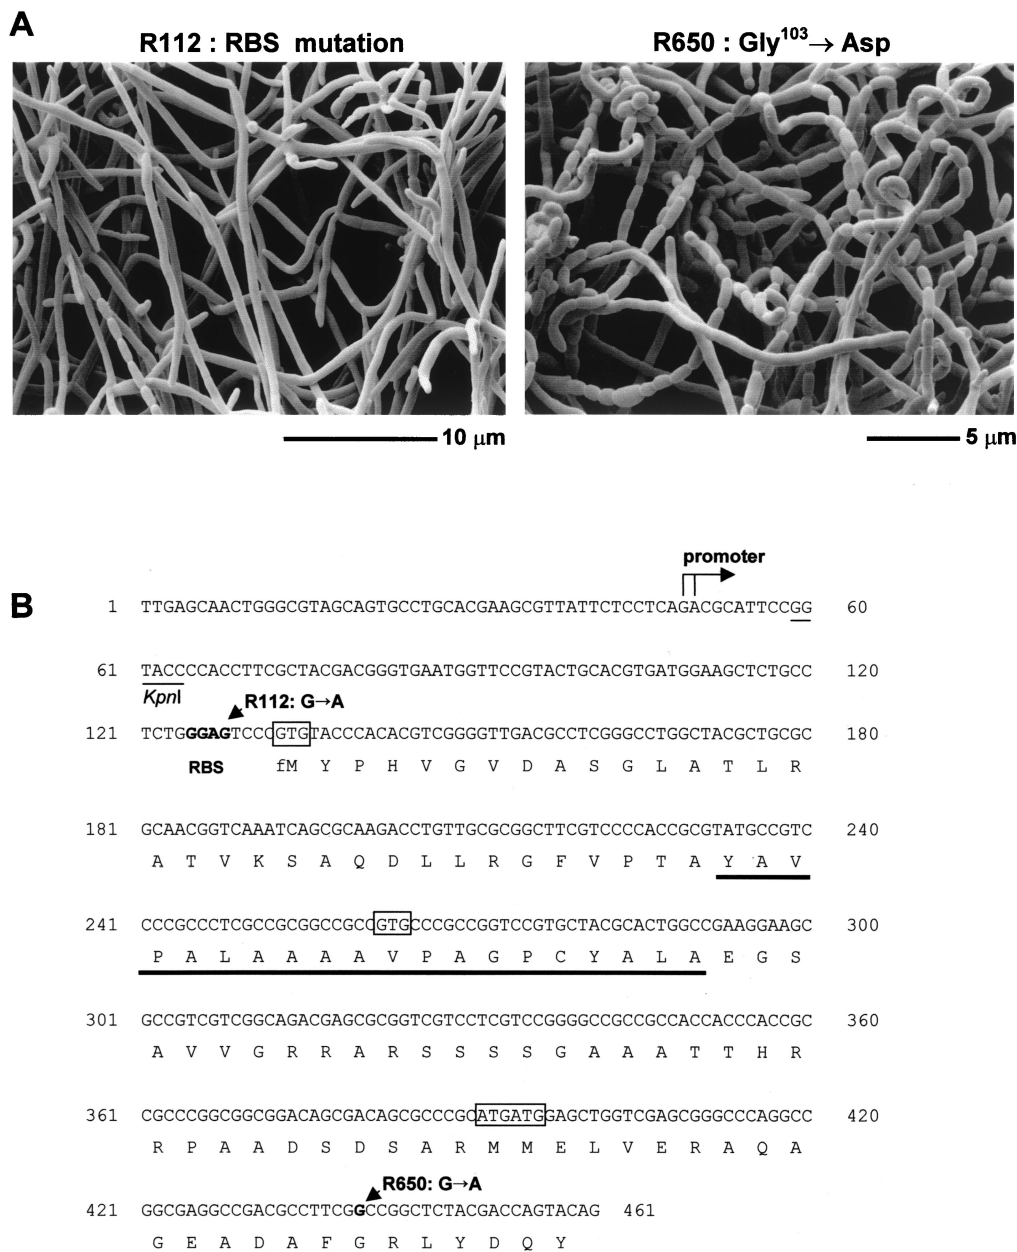 A
R112 : RBS mutation
R650 : Gly103→ Asp
10 μm
5 μm
B
promoter
1 TTGAGCAACTGGGCGTAGCAGTGCCTGCACGAAGCGTTATTCTCCTCAGACGCATTCCGG 60
61 TACCCCACCTTCGCTACGACGGGTGAATGGTTCCGTACTGCACGTGATGGAAGCTCTGCC 120
KpnI
R112: G→A
121 TCTGGGAGTCCCGTGTACCCACACGTCGGGGTTGACGCCTCGGGCCTGGCTACGCTGCGC 180
RBS fM Y P H V G V D A S G L A T L R
181 GCAACGGTCAAATCAGCGCAAGACCTGTTGCGCGGCTTCGTCCCCACCGCGTATGCCGTC 240
A T V K S A Q D L L R G F V P T A Y A V
241 CCCGCCCTCGCCGCGGCCGCCGTGCCCGCCGGTCCGTGCTACGCACTGGCCGAAGGAAGC 300
P A L A A A A V P A G P C Y A L A E G S
301 GCCGTCGTCGGCAGACGAGCGCGGTCGTCCTCGTCCGGGGCCGCCGCCACCACCCACCGC 360
A V V G R R A R S S S S G A A A T T H R
361 CGCCCGGCGGCGGACAGCGACAGCGCCCGCATGATGGAGCTGGTCGAGCGGGCCCAGGCC 420
R P A A D S D S A R M M E L V E R A Q A
R650: G→A
421 GGCGAGGCCGACGCCTTCGGCCGGCTCTACGACCAGTACAG 461
G E A D A F G R L Y D Q Y